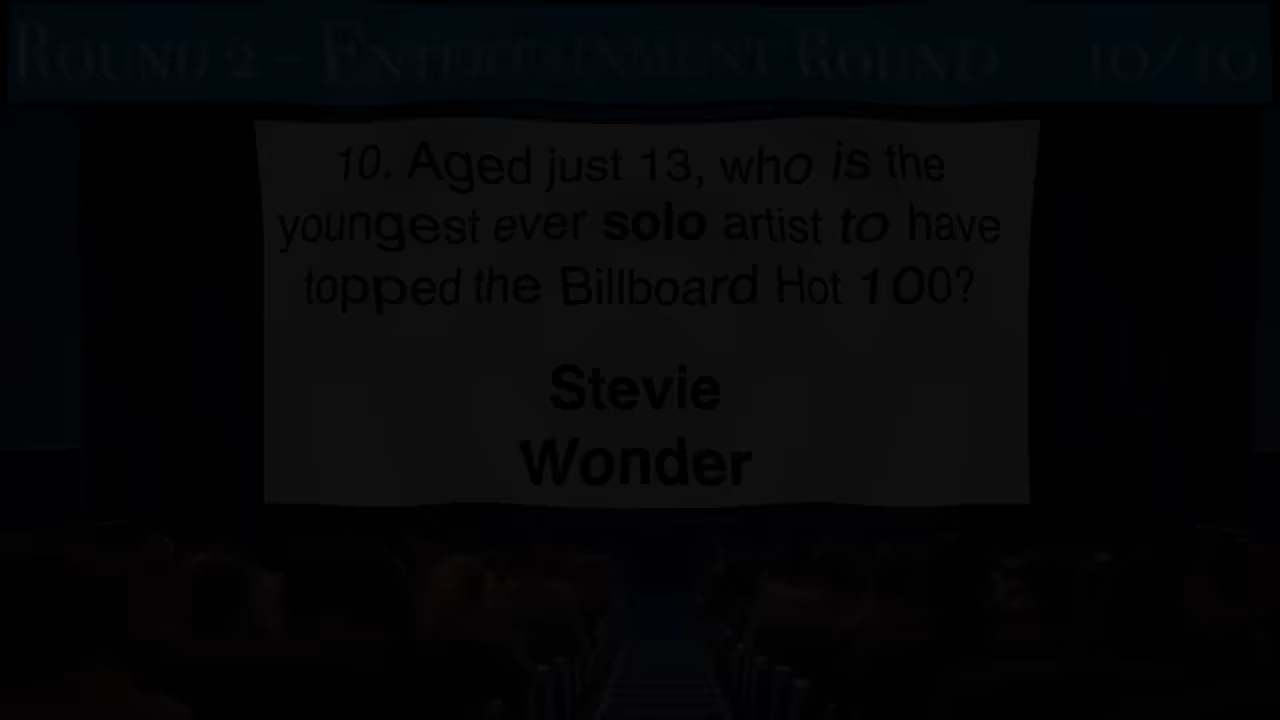 Round 2 - Entertainment Round 10/10
10. Aged just 13, who is the
youngest ever solo artist to have
topped the Billboard Hot 100?
Stevie
Wonder